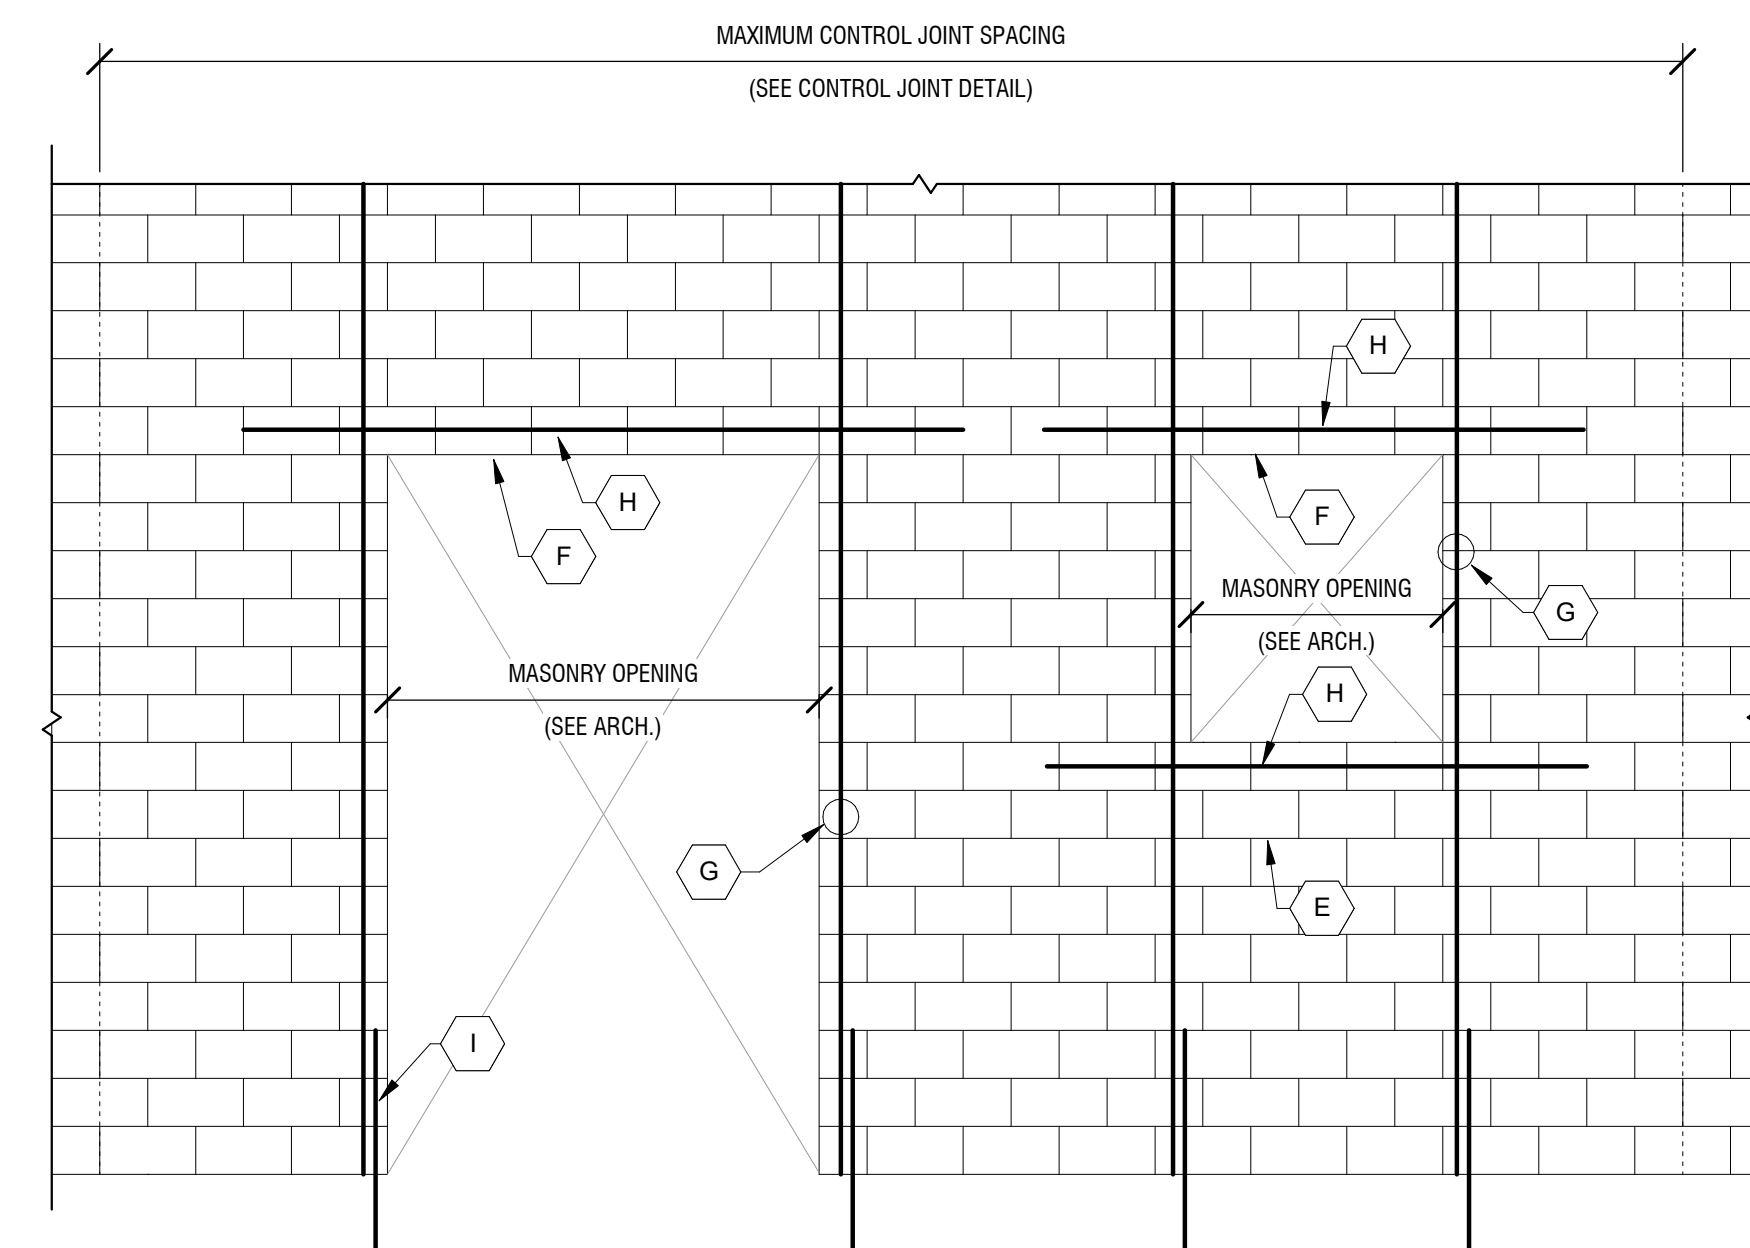 MAXIMUM CONTROL JOINT SPACING
(SEE CONTROL JOINT DETAIL)
H
H
F
F
MASONRY OPENING
(SEE ARCH.)
G
MASONRY OPENING
(SEE ARCH.)
H
G
E
I